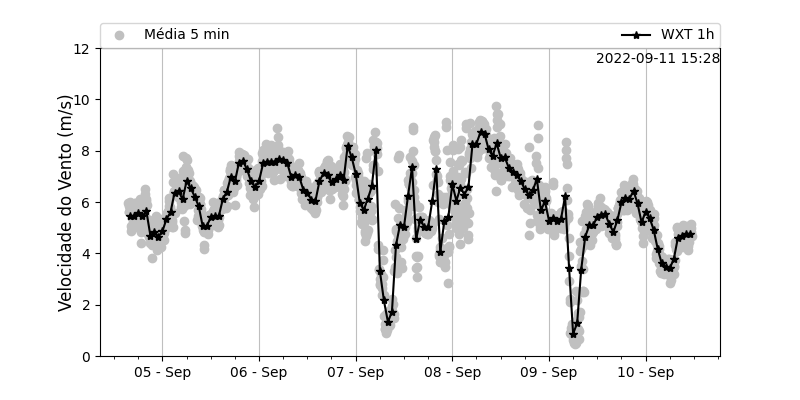 Média 5 min
WXT 1h
2022-09-11 15:28
Velocidade do Vento (m/s)
12
10
8
6
4
2
0
05 - Sep
06 - Sep
07 - Sep
08 - Sep
09 - Sep
10 - Sep